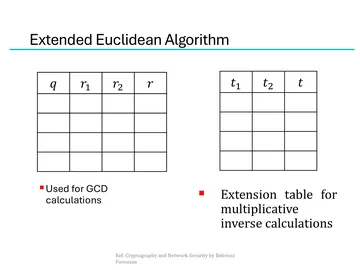 Extended Euclidean Algorithm
q r₁ r₂ r
t₁ t₂ t
Used for GCD
calculations
Extension table for
multiplicative
inverse calculations
Ref: Cryptography and Network Security by Behrouz
Forouzan